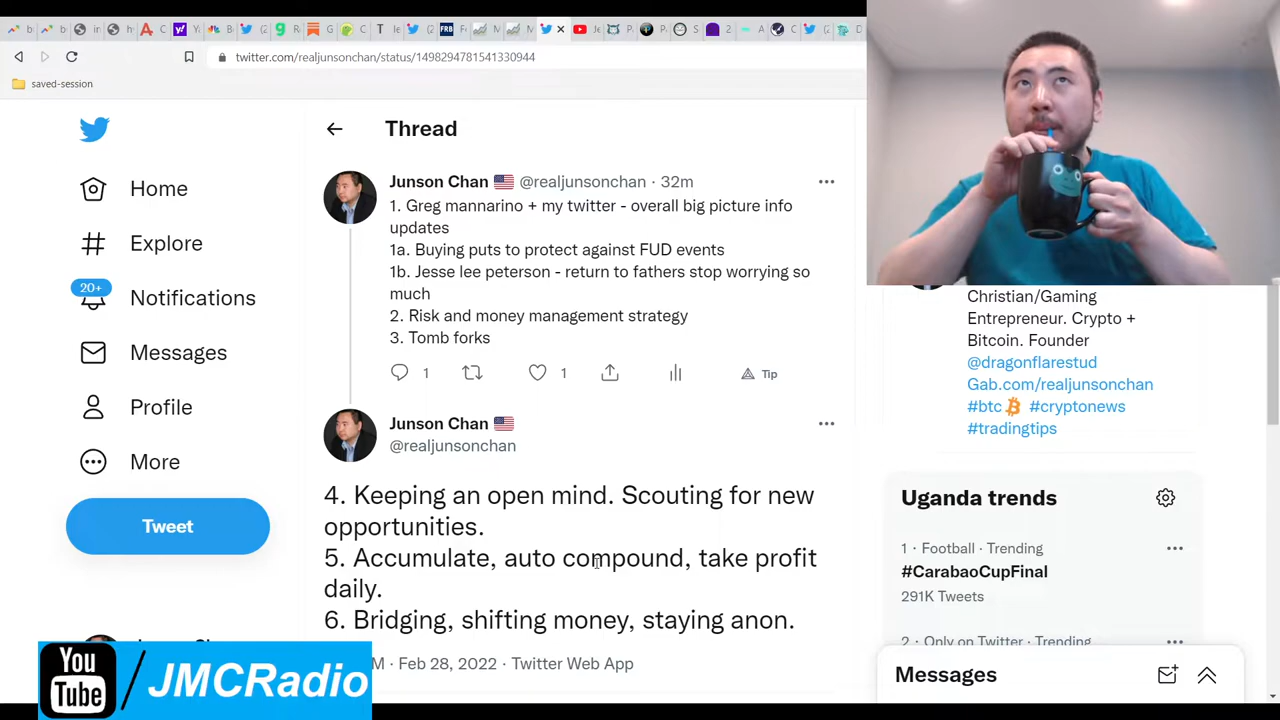 twitter.com/realjunsonchan/status/1498294781541330944
saved-session
Thread
Home
Explore
20+
Notifications
Messages
Profile
More
Tweet
Junson Chan 🇺🇸 @realjunsonchan · 32m
1. Greg mannarino + my twitter - overall big picture info
updates
1a. Buying puts to protect against FUD events
1b. Jesse lee peterson - return to fathers stop worrying so
much
2. Risk and money management strategy
3. Tomb forks
1
1
Tip
Junson Chan 🇺🇸
@realjunsonchan
4. Keeping an open mind. Scouting for new
opportunities.
5. Accumulate, auto compound, take profit
daily.
6. Bridging, shifting money, staying anon.
M · Feb 28, 2022 · Twitter Web App
Christian/Gaming
Entrepreneur. Crypto +
Bitcoin. Founder
@dragonflarestud
Gab.com/realjunsonchan
#btc #cryptonews
#tradingtips
Uganda trends
1 · Football · Trending
#CarabaoCupFinal
291K Tweets
2 · Only on Twitter · Trending
Messages
You
Tube
/JMCRadio